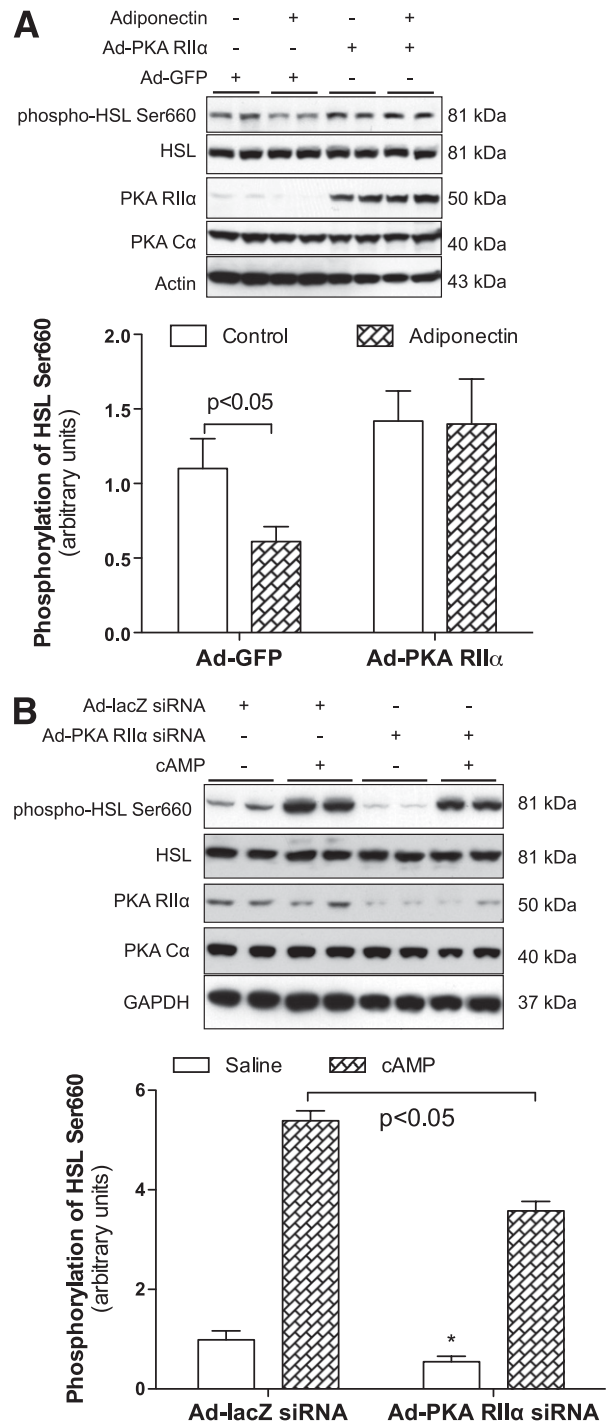 A
Adiponectin - + - +
Ad-PKA RIIα - - + +
Ad-GFP + + - -
phospho-HSL Ser660 81 kDa
HSL 81 kDa
PKA RIIα 50 kDa
PKA Cα 40 kDa
Actin 43 kDa
Phosphorylation of HSL Ser660
(arbitrary units)
2.0
1.5
1.0
0.5
0.0
Control Adiponectin
p<0.05
Ad-GFP Ad-PKA RIIα
B
Ad-lacZ siRNA + + - -
Ad-PKA RIIα siRNA - - + +
cAMP - + - +
phospho-HSL Ser660 81 kDa
HSL 81 kDa
PKA RIIα 50 kDa
PKA Cα 40 kDa
GAPDH 37 kDa
Phosphorylation of HSL Ser660
(arbitrary units)
Saline cAMP
6
4
2
0
p<0.05
*
Ad-lacZ siRNA Ad-PKA RIIα siRNA